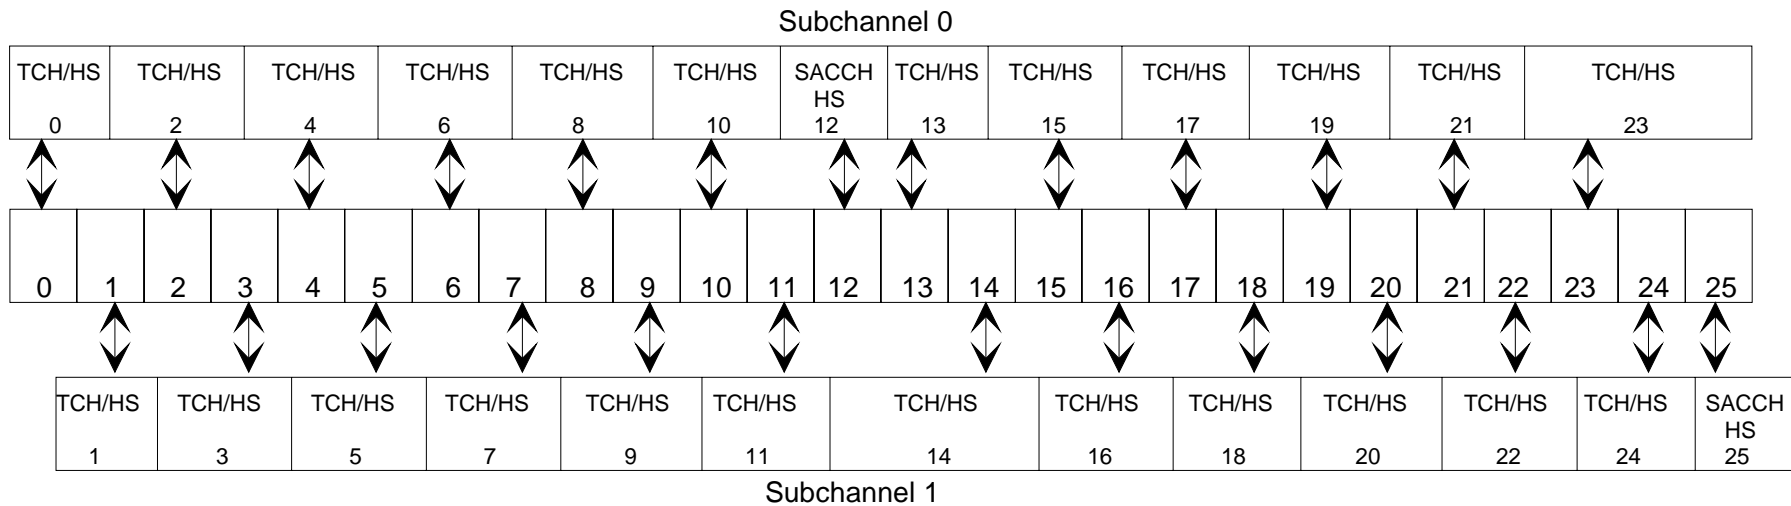 Subchannel 0
TCH/HS TCH/HS TCH/HS TCH/HS TCH/HS TCH/HS SACCH TCH/HS TCH/HS TCH/HS TCH/HS TCH/HS TCH/HS
HS
0 2 4 6 8 10 12 13 15 17 19 21 23
0 1 2 3 4 5 6 7 8 9 10 11 12 13 14 15 16 17 18 19 20 21 22 23 24 25
TCH/HS TCH/HS TCH/HS TCH/HS TCH/HS TCH/HS TCH/HS TCH/HS TCH/HS TCH/HS TCH/HS TCH/HS SACCH
HS
1 3 5 7 9 11 14 16 18 20 22 24 25
Subchannel 1